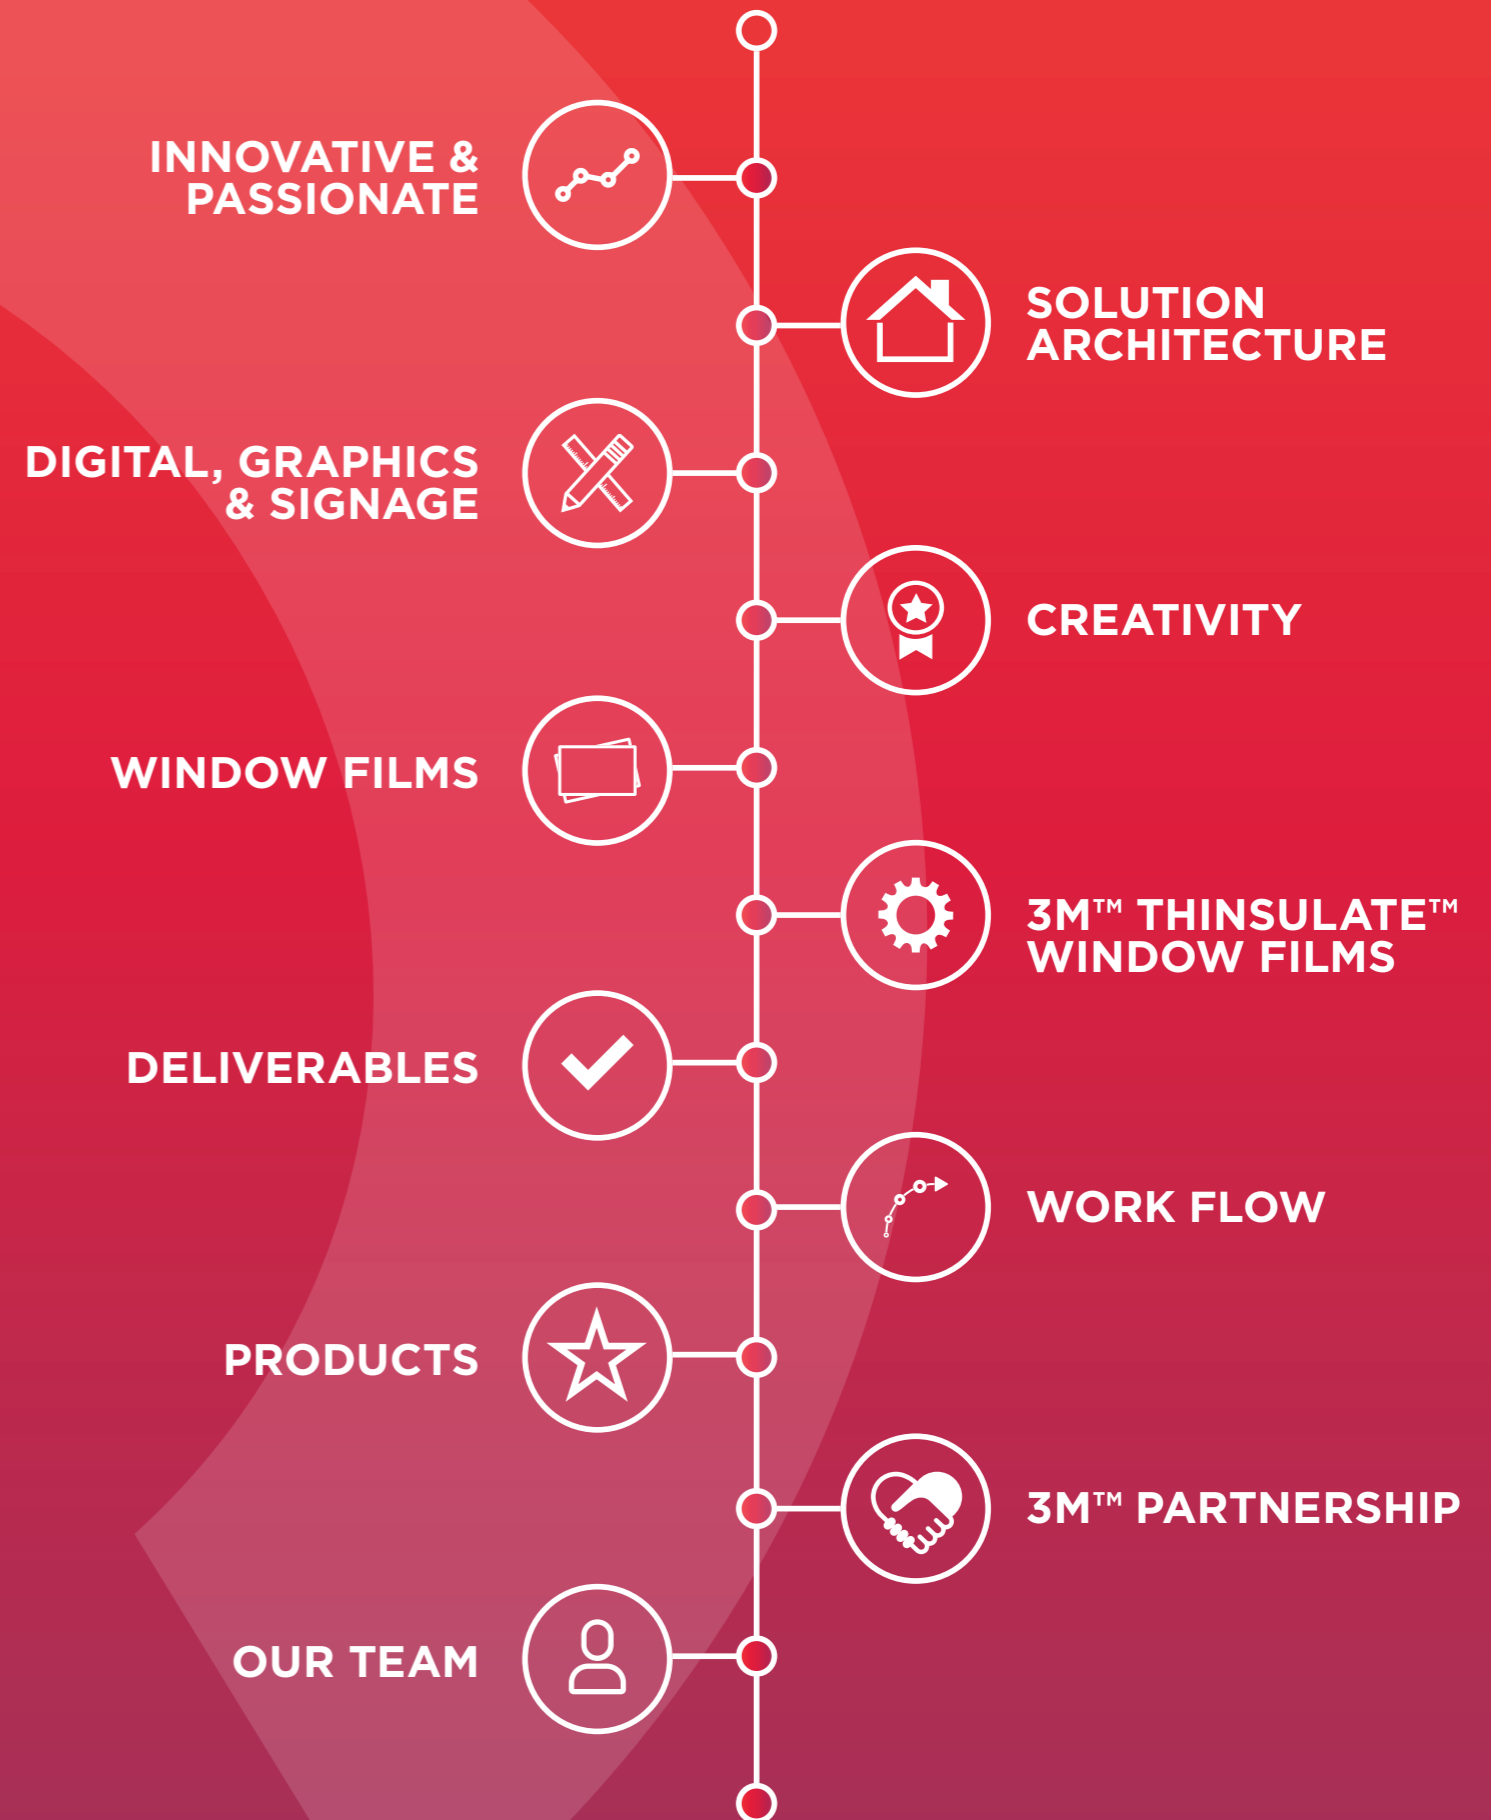 INNOVATIVE &
PASSIONATE
SOLUTION
ARCHITECTURE
DIGITAL, GRAPHICS
& SIGNAGE
CREATIVITY
WINDOW FILMS
3M™ THINSULATE™
WINDOW FILMS
DELIVERABLES
WORK FLOW
PRODUCTS
3M™ PARTNERSHIP
OUR TEAM